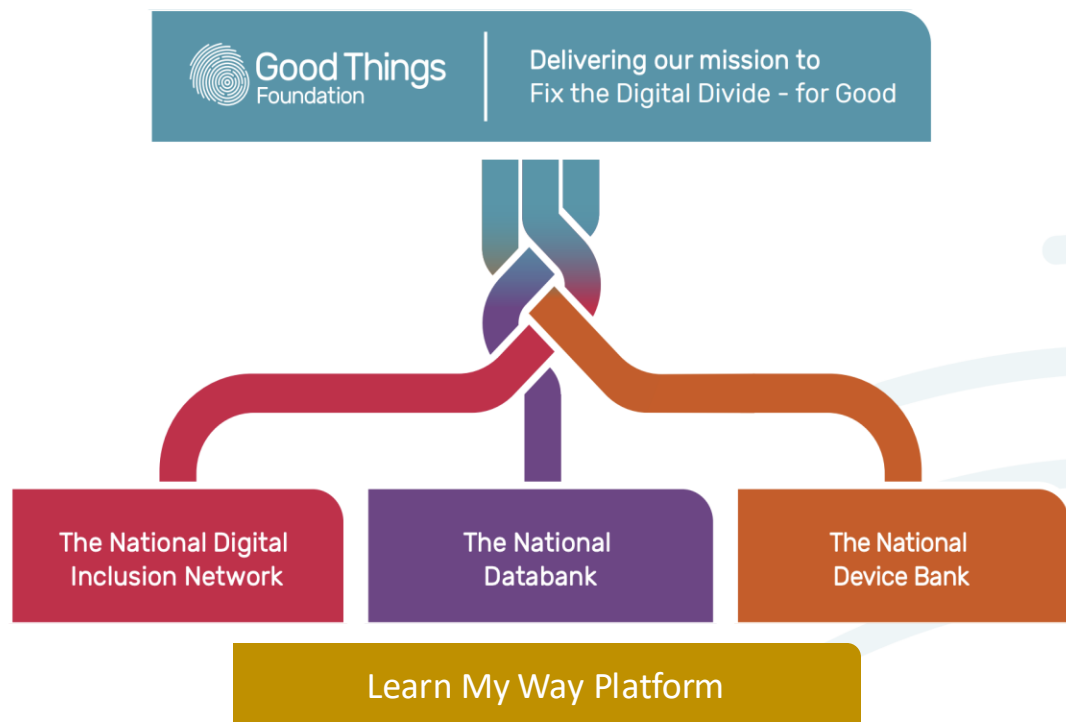 Good Things
Foundation
Delivering our mission to
Fix the Digital Divide - for Good
The National Digital
Inclusion Network
The National
Databank
The National
Device Bank
Learn My Way Platform